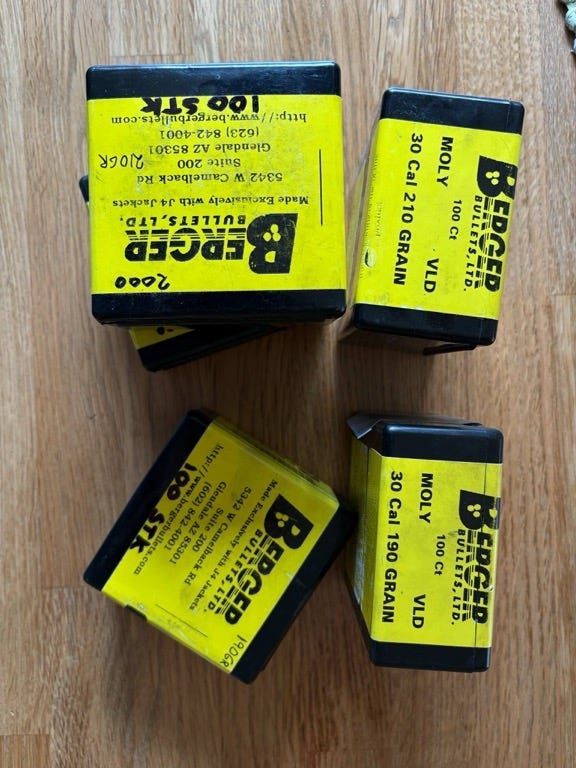 BERGER
BULLETS, LTD.
Made Exclusively with J4 Jackets
5342 W Camelback Rd
Suite 200
Glendale AZ 85301
(623) 842-4001
http://www.bergerbullets.com
100 STK
210GR
2000
BERGER
BULLETS, LTD.
100 Ct
MOLY VLD
30 Cal 210 GRAIN
BERGER
BULLETS, LTD.
Made Exclusively with J4 Jackets
5342 W Camelback Rd
Suite 200
Glendale AZ 85301
(602) 842-4001
http://www.bergerbullets.com
100 STK
190GR
BERGER
BULLETS, LTD.
100 Ct
MOLY VLD
30 Cal 190 GRAIN